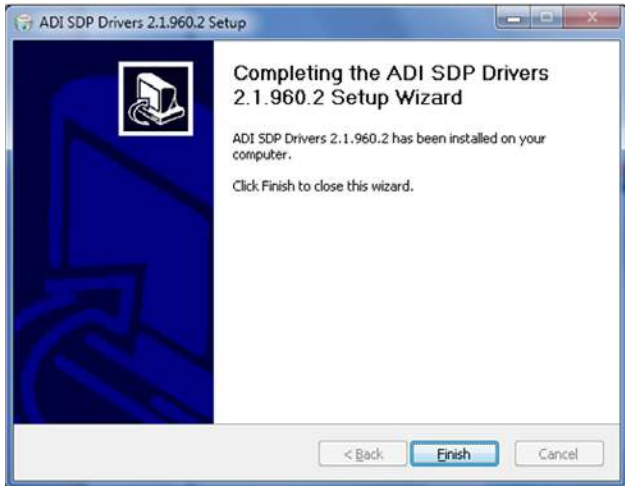 ADI SDP Drivers 2.1.960.2 Setup
Completing the ADI SDP Drivers
2.1.960.2 Setup Wizard
ADI SDP Drivers 2.1.960.2 has been installed on your
computer.
Click Finish to close this wizard.
< Back
Finish
Cancel